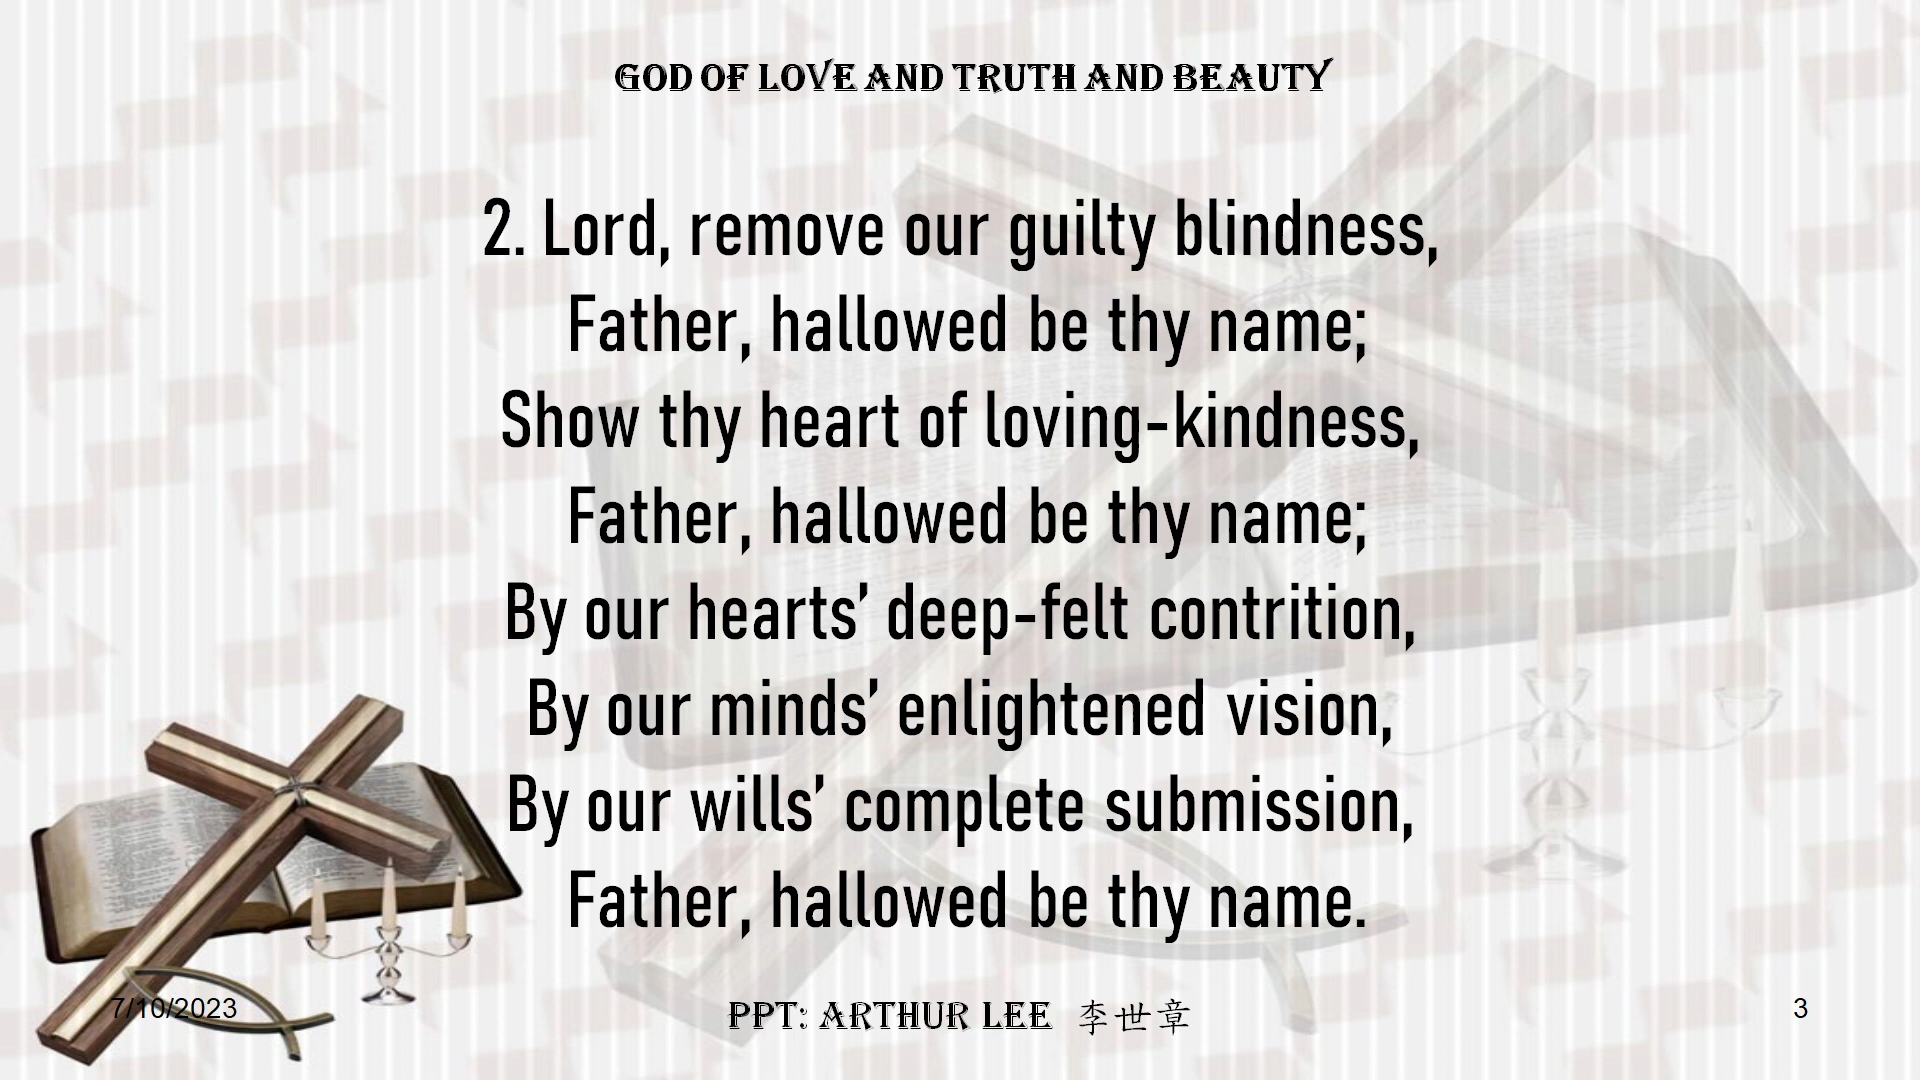 GOD OF LOVE AND TRUTH AND BEAUTY
2. Lord, remove our guilty blindness,
Father, hallowed be thy name;
Show thy heart of loving-kindness,
Father, hallowed be thy name;
By our hearts’ deep-felt contrition,
By our minds’ enlightened vision,
By our wills’ complete submission,
Father, hallowed be thy name.
7/10/2023
PPT: ARTHUR LEE 李世章
3